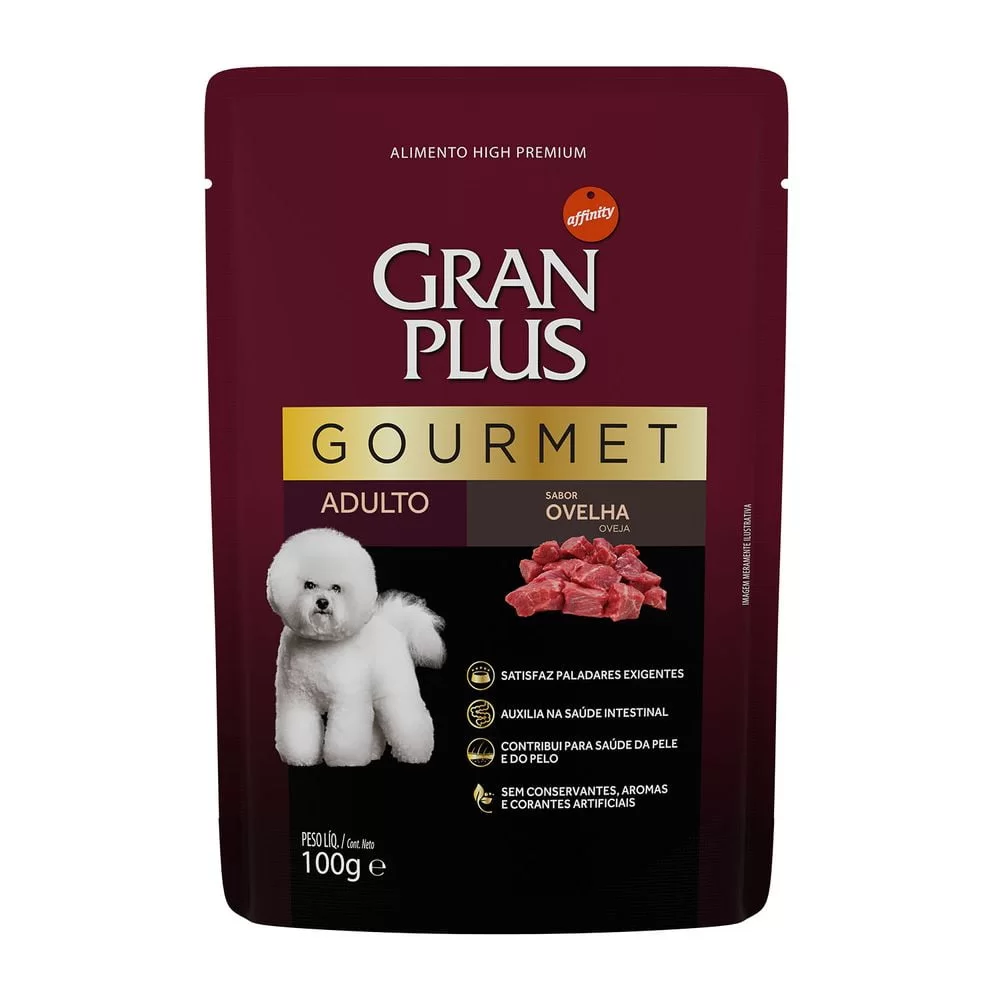 ALIMENTO HIGH PREMIUM
affinity
GRAN
PLUS
GOURMET
ADULTO
SABOR
OVELHA
OVEJA
IMAGEM MERAMENTE ILUSTRATIVA
SATISFAZ PALADARES EXIGENTES
AUXILIA NA SAÚDE INTESTINAL
CONTRIBUI PARA SAÚDE DA PELE
E DO PELO
SEM CONSERVANTES, AROMAS
E CORANTES ARTIFICIAIS
PESO LÍQ. / Cont. Neto
100g ℮